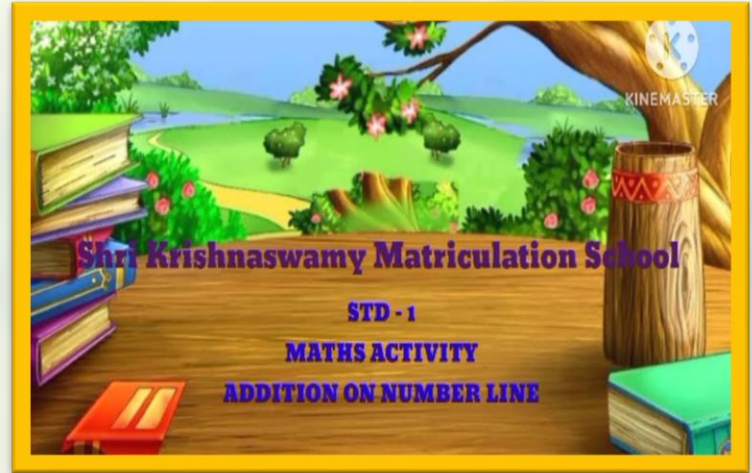 KINEMASTER
Shri Krishnaswamy Matriculation School
STD - 1
MATHS ACTIVITY
ADDITION ON NUMBER LINE